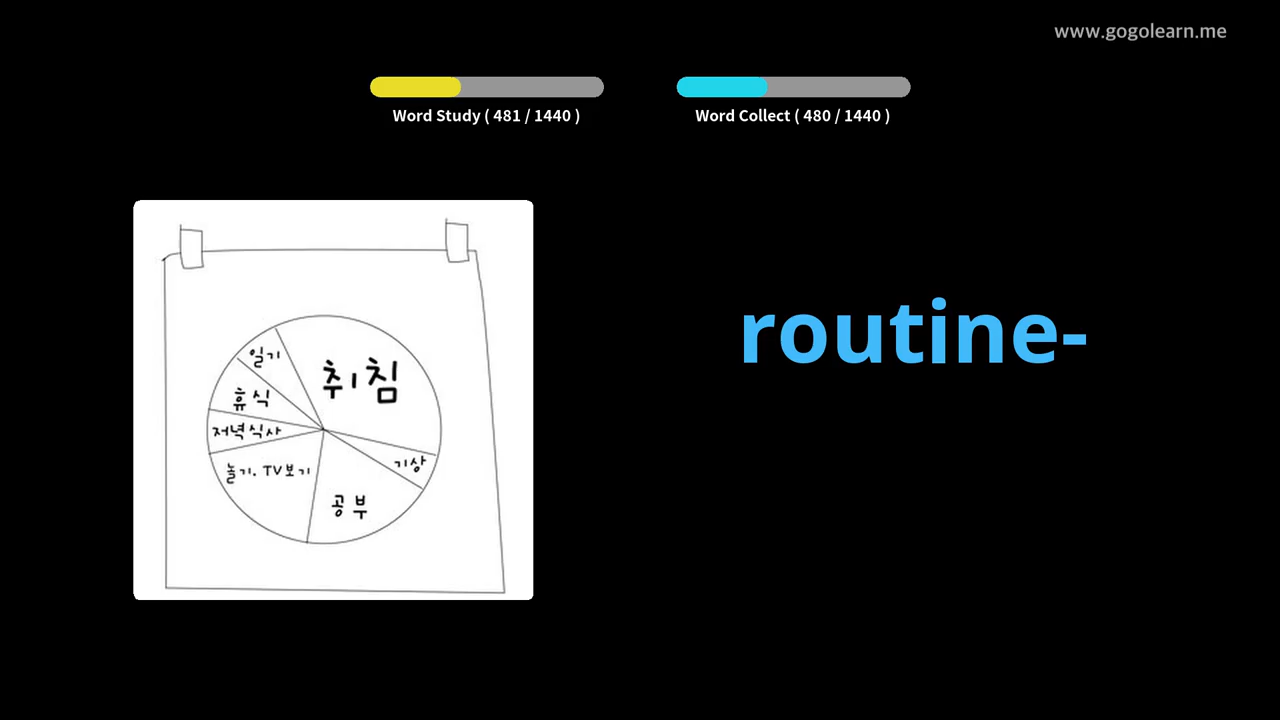 www.gogolearn.me
Word Study ( 481 / 1440 )
Word Collect ( 480 / 1440 )
routine-
일기
취침
휴식
저녁식사
기상
놀기. TV보기
공부